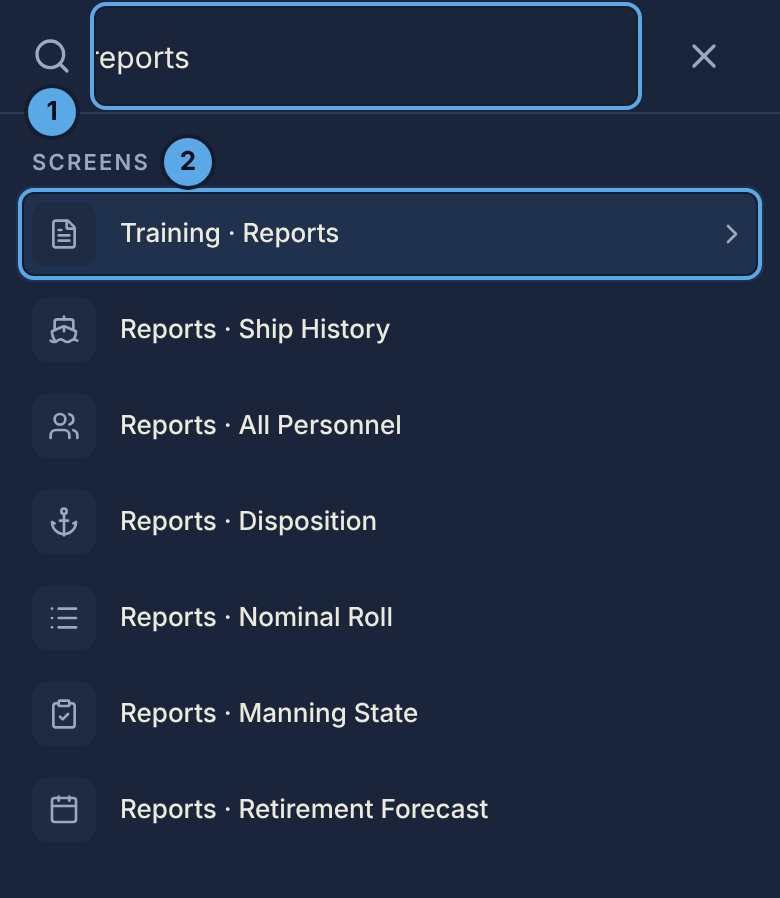 reports
1
SCREENS 2
Training · Reports
Reports · Ship History
Reports · All Personnel
Reports · Disposition
Reports · Nominal Roll
Reports · Manning State
Reports · Retirement Forecast